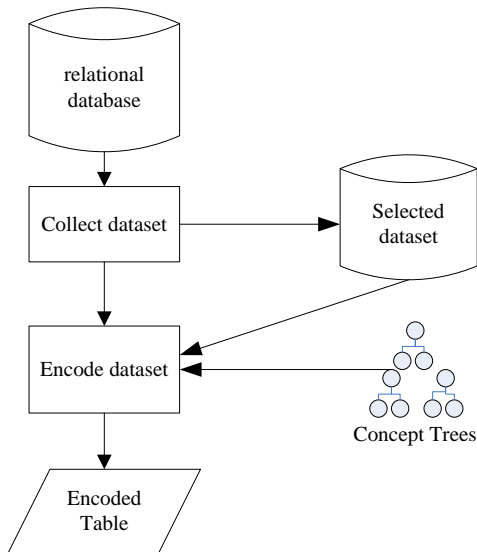 relational
database
Collect dataset
Selected
dataset
Encode dataset
Concept Trees
Encoded
Table